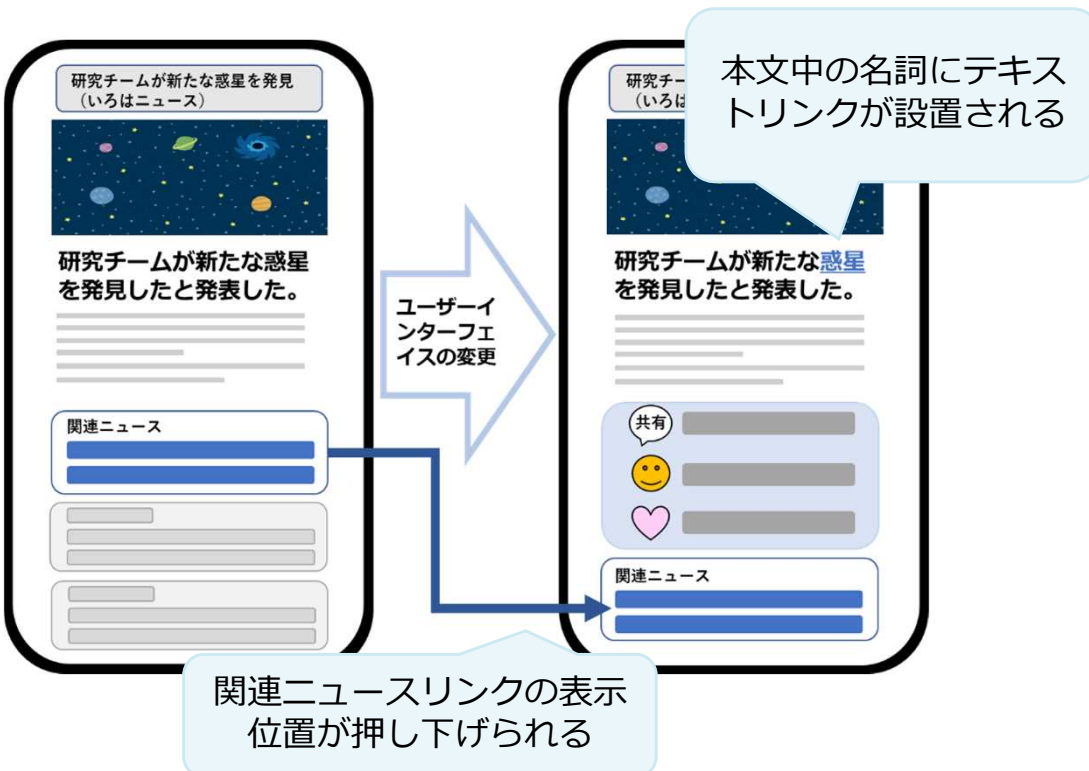 研究チームが新たな惑星を発見
（いろはニュース）
研究チームが新たな惑星
を発見したと発表した。
関連ニュース
ユーザーイ
ンターフェ
イスの変更
本文中の名詞にテキス
トリンクが設置される
研究チー
（いろは
研究チームが新たな惑星
を発見したと発表した。
共有
関連ニュース
関連ニュースリンクの表示
位置が押し下げられる